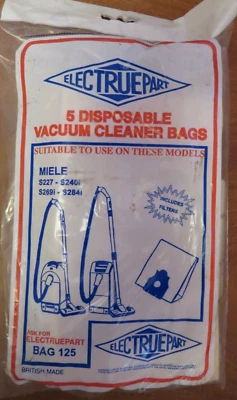 ELECTRUEPART
5 DISPOSABLE
VACUUM CLEANER BAGS
SUITABLE TO USE ON THESE MODELS
MIELE
S227 - S240i
S269i - S284i
INCLUDES
FILTERS
ASK FOR
ELECTRUEPART
BAG 125
ELECTRUEPART
BRITISH MADE